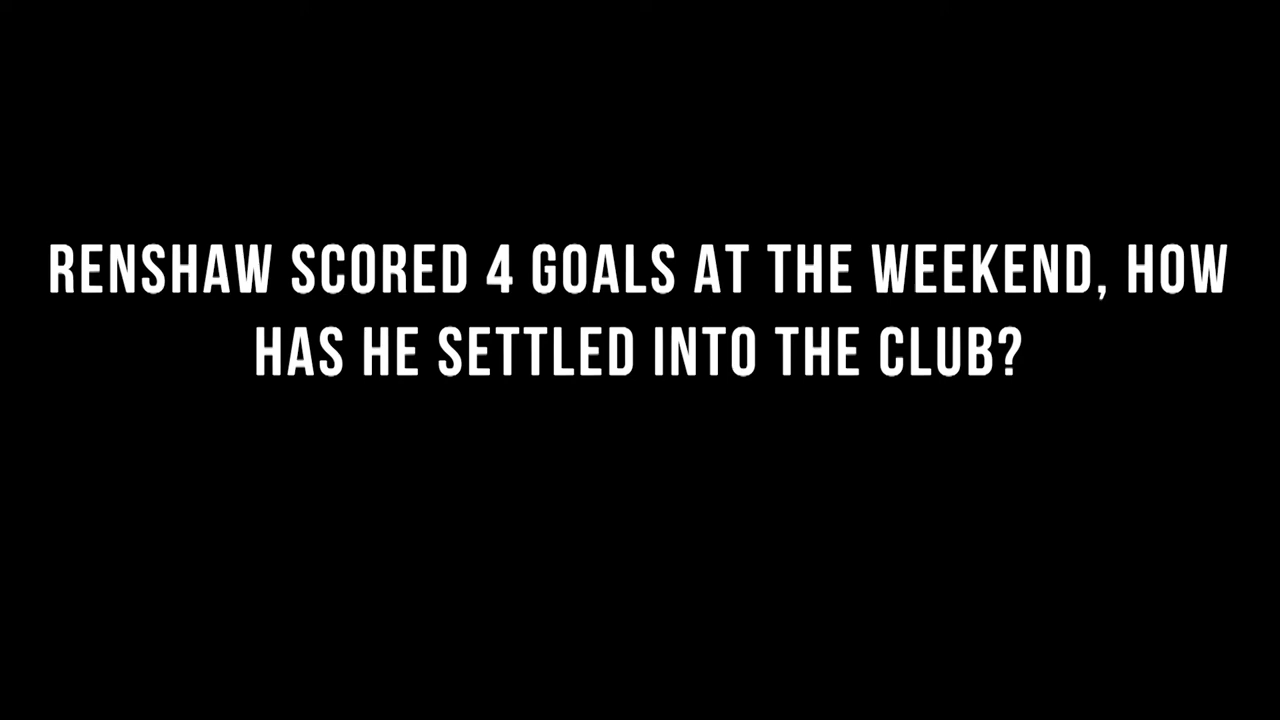 RENSHAW SCORED 4 GOALS AT THE WEEKEND, HOW
HAS HE SETTLED INTO THE CLUB?